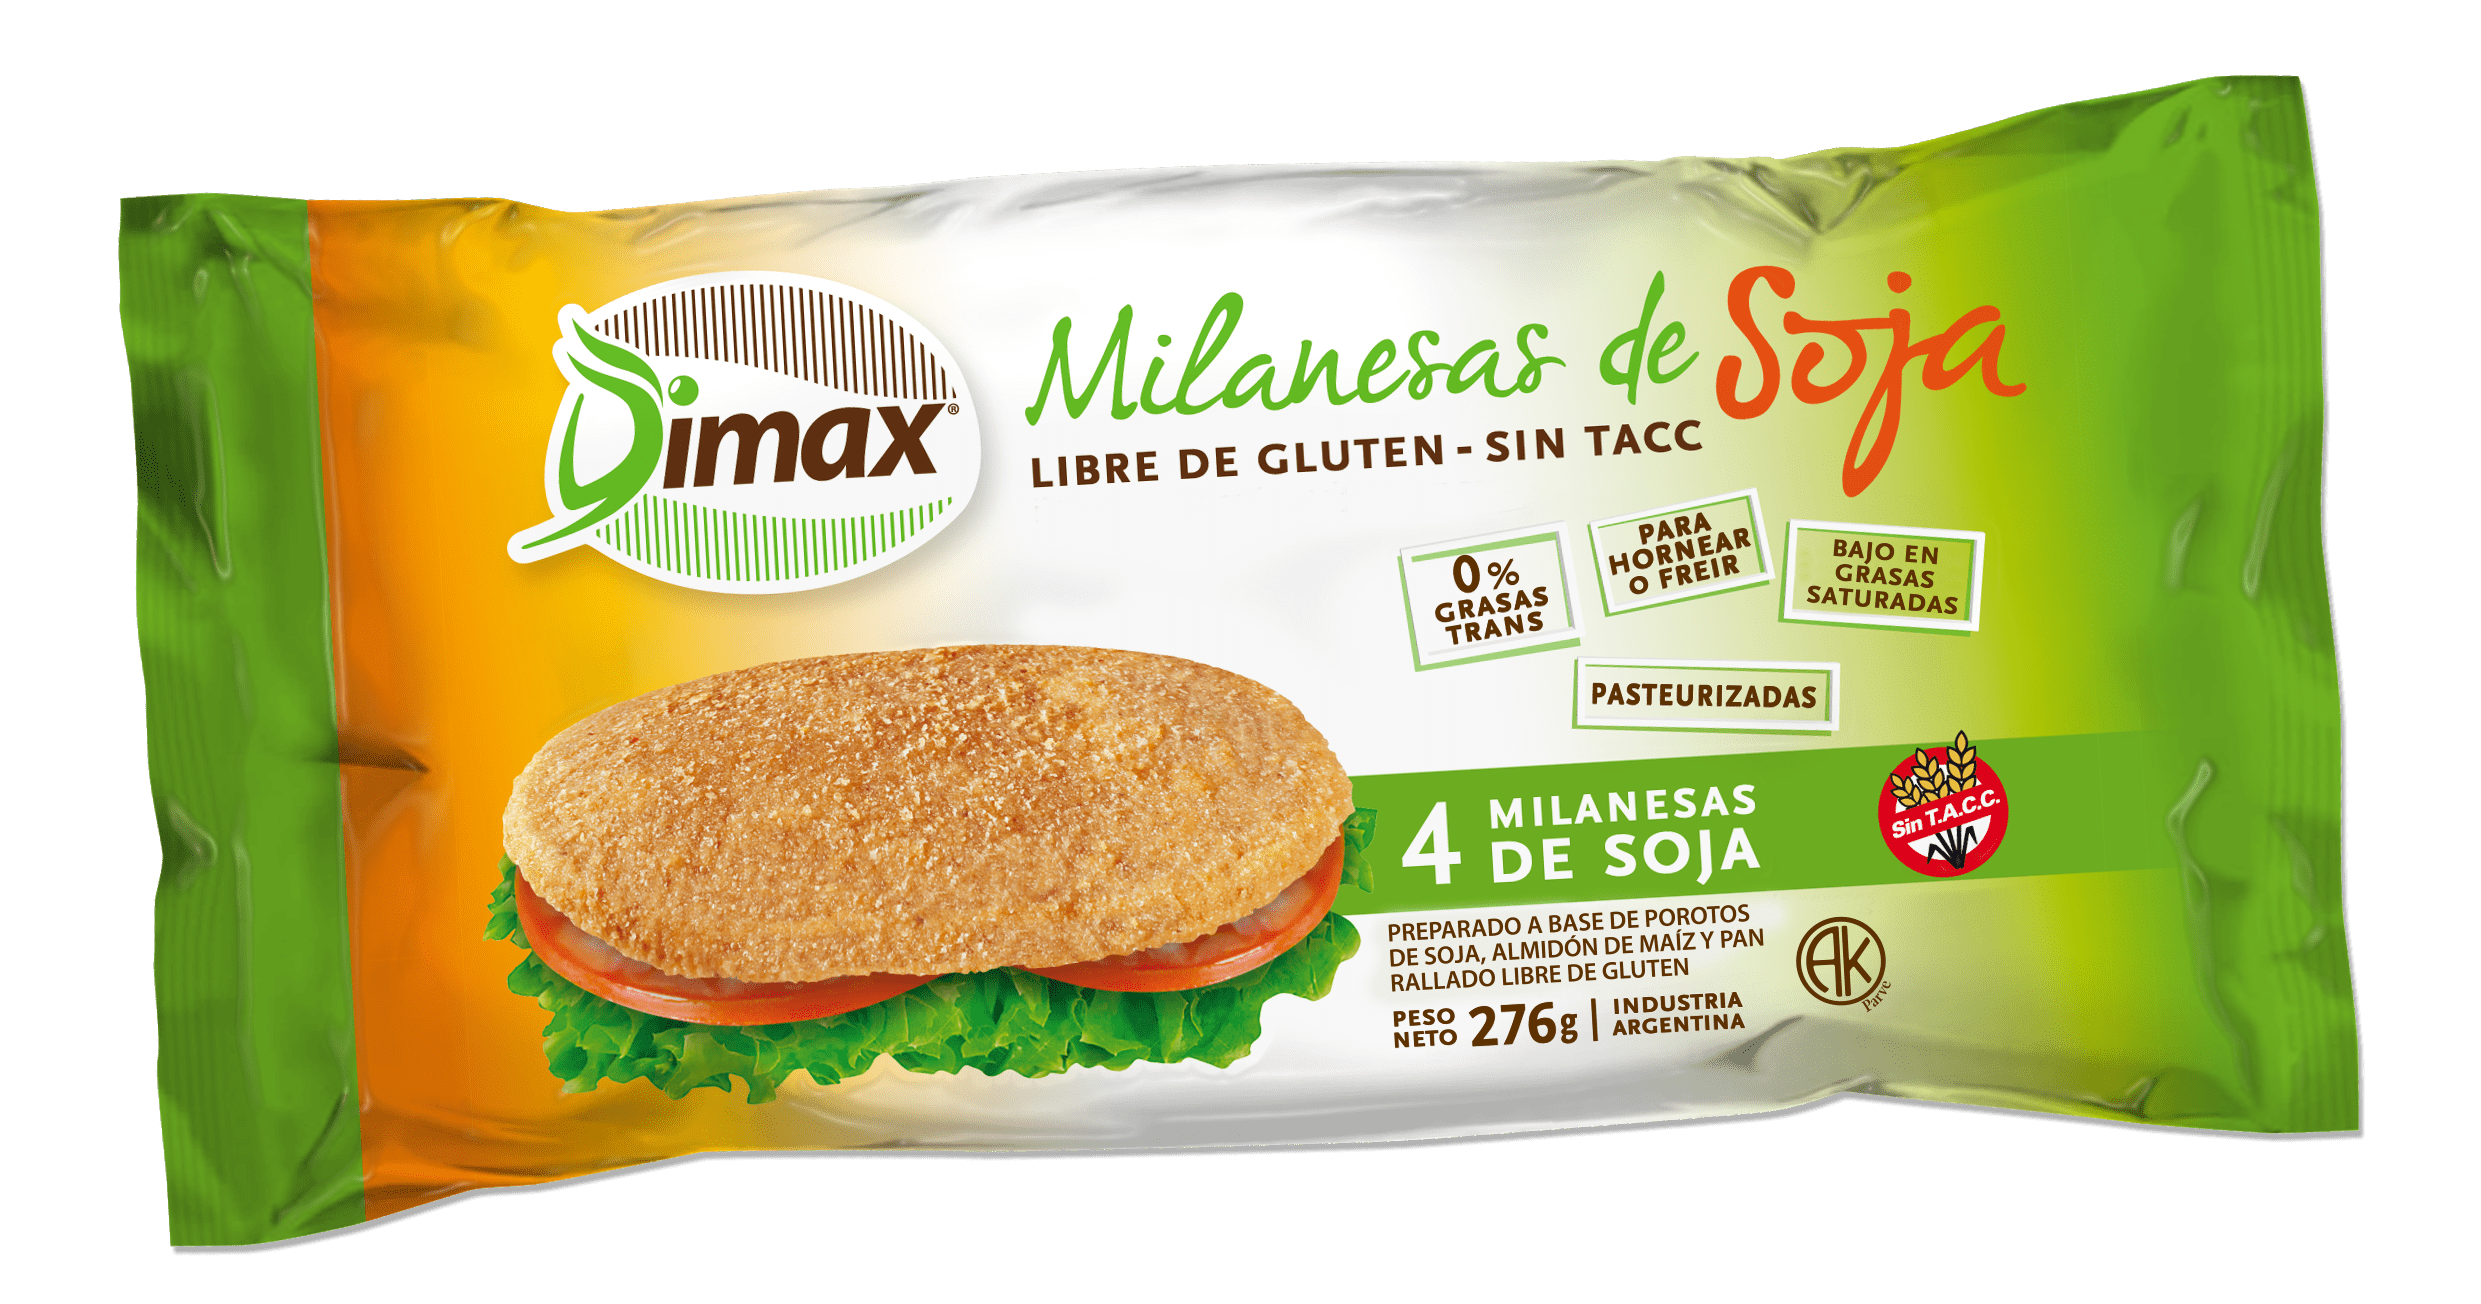 Dimax®
Milanesas de Soja
LIBRE DE GLUTEN - SIN TACC
0%
GRASAS
TRANS
PARA
HORNEAR
O FREIR
BAJO EN
GRASAS
SATURADAS
PASTEURIZADAS
4 MILANESAS
DE SOJA
Sin T.A.C.C.
PREPARADO A BASE DE POROTOS
DE SOJA, ALMIDÓN DE MAÍZ Y PAN
RALLADO LIBRE DE GLUTEN
AK
Parve
PESO
NETO 276g
INDUSTRIA
ARGENTINA